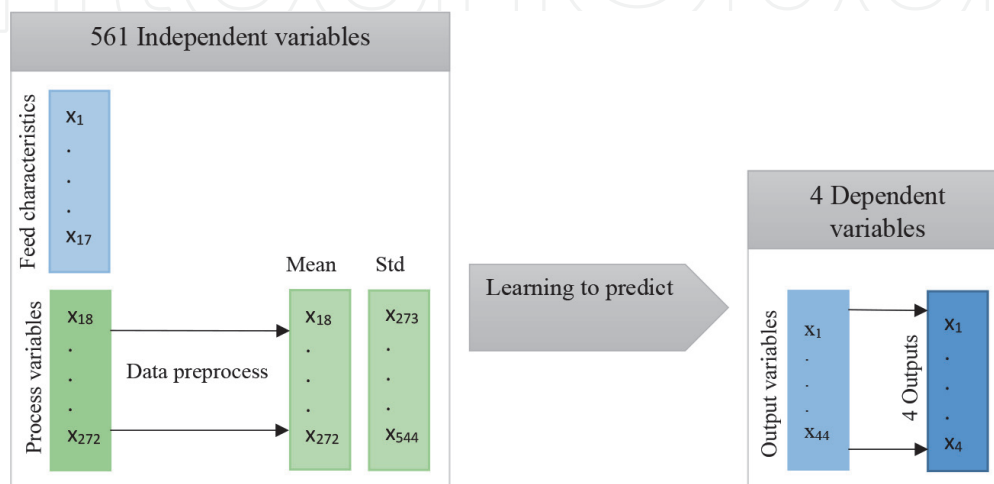 561 Independent variables
Feed characteristics
x1
.
.
.
x17
Process variables
x18
.
.
.
x272
Data preprocess
Mean
x18
.
.
.
x272
Std
x273
.
.
.
x544
Learning to predict
4 Dependent
variables
Output variables
x1
.
.
.
x44
4 Outputs
x1
.
.
.
x4